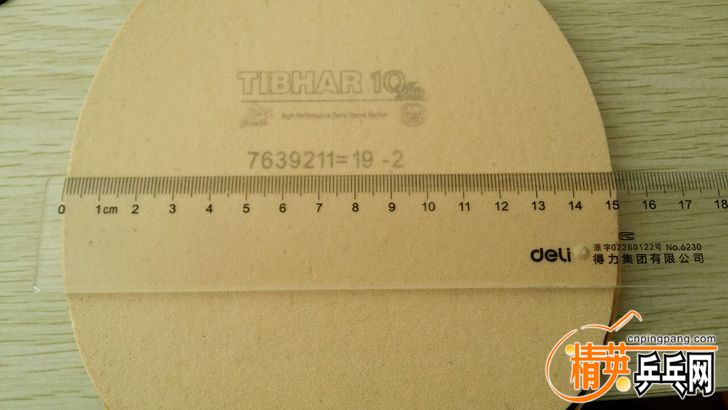 TIBHAR 10
7639211=19 -2
0 1cm 2 3 4 5 6 7 8 9 10 11 12 13 14 15 16 17 18
deli 浙字02260122号 No.6230
得力集团有限公司
cnpingpang.com
精英乒乓网